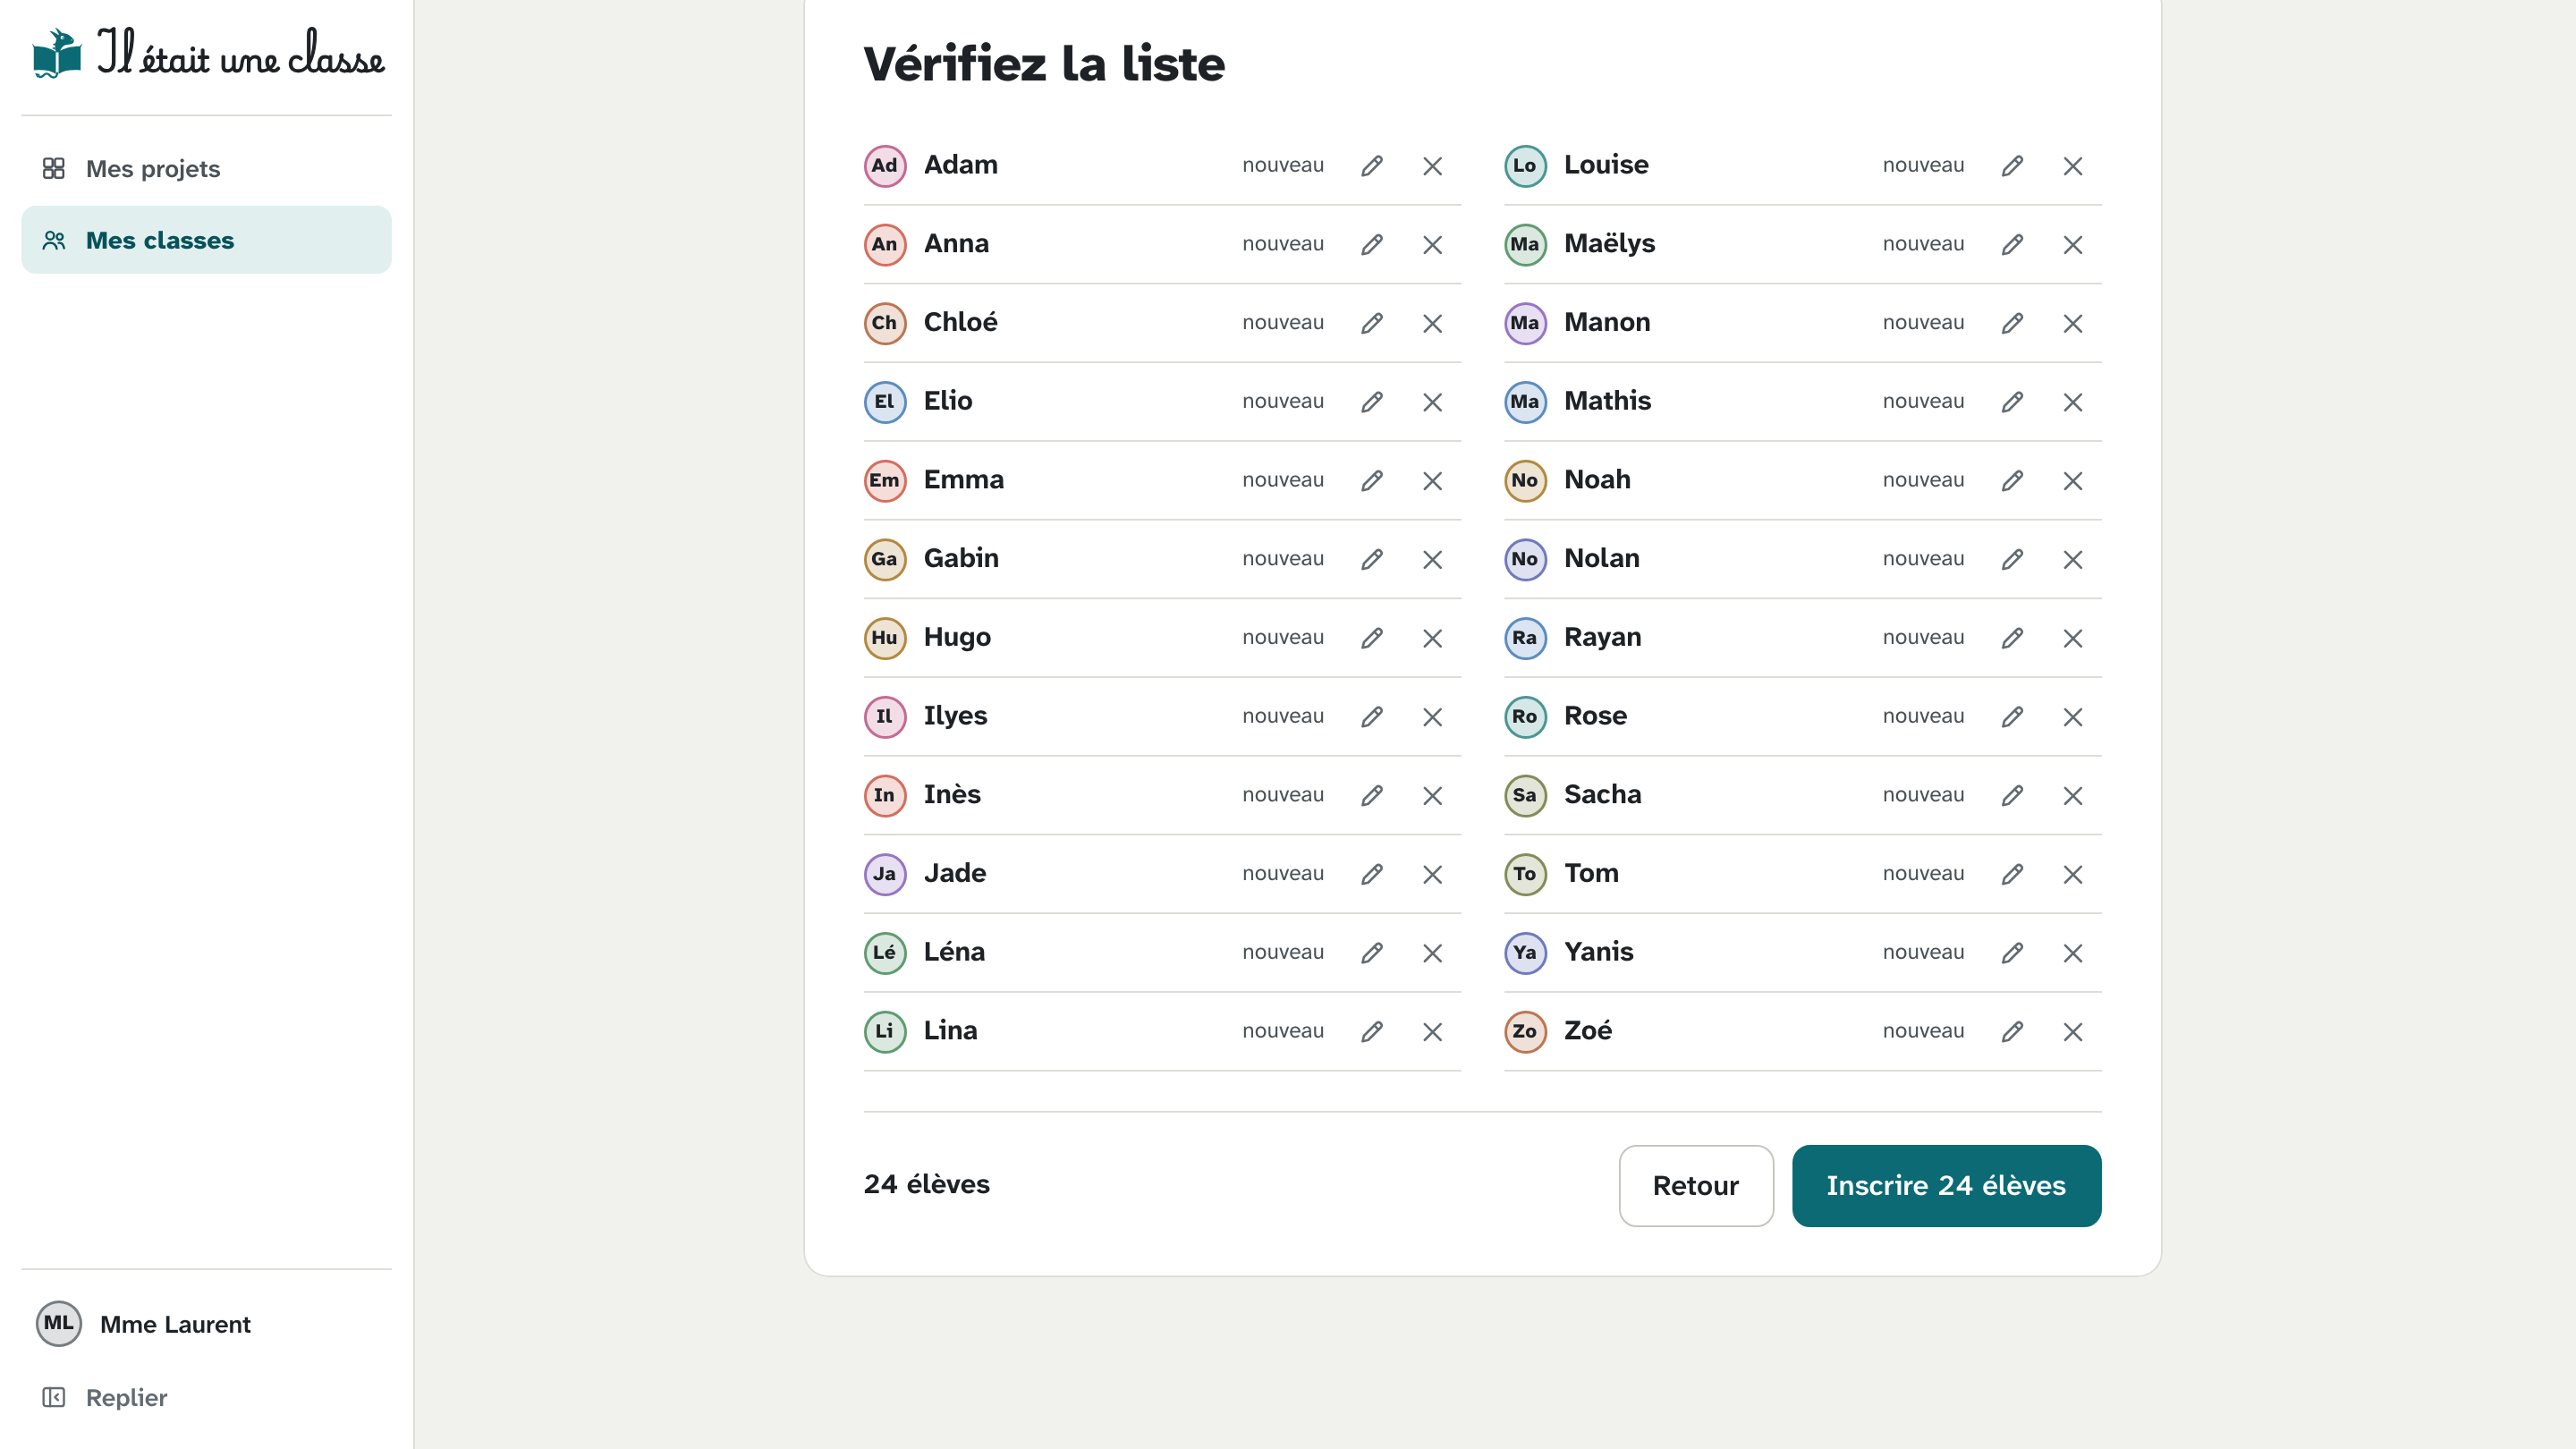 Il était une classe
Mes projets
Mes classes
Mme Laurent
ML
Replier
Vérifiez la liste
Ad Adam nouveau
An Anna nouveau
Ch Chloé nouveau
El Elio nouveau
Em Emma nouveau
Ga Gabin nouveau
Hu Hugo nouveau
Il Ilyes nouveau
In Inès nouveau
Ja Jade nouveau
Lé Léna nouveau
Li Lina nouveau
Lo Louise nouveau
Ma Maëlys nouveau
Ma Manon nouveau
Ma Mathis nouveau
No Noah nouveau
No Nolan nouveau
Ra Rayan nouveau
Ro Rose nouveau
Sa Sacha nouveau
To Tom nouveau
Ya Yanis nouveau
Zo Zoé nouveau
24 élèves
Retour
Inscrire 24 élèves